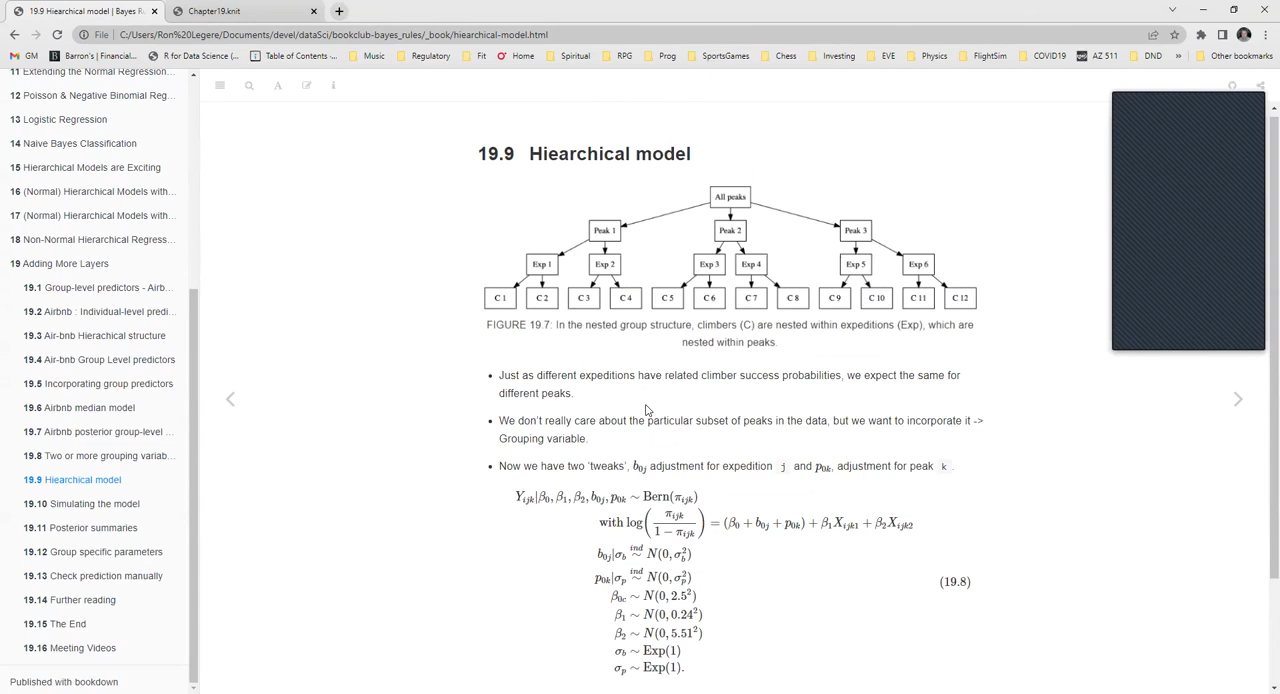 19.9 Hiearchical model | Bayes R
Chapter19.knit
File | C:/Users/Ron%20Legere/Documents/devel/dataSci/bookclub-bayes_rules/_book/hiearchical-model.html
GM
Barron's | Financial...
R for Data Science (...
Table of Contents -...
Music
Regulatory
Fit
Home
Spiritual
RPG
Prog
SportsGames
Chess
Investing
EVE
Physics
FlightSim
COVID19
AZ 511
DND
»
Other bookmarks
11 Extending the Normal Regression...
12 Poisson & Negative Binomial Reg...
13 Logistic Regression
14 Naive Bayes Classification
15 Hierarchical Models are Exciting
16 (Normal) Hierarchical Models with...
17 (Normal) Hierarchical Models with...
18 Non-Normal Hierarchical Regress...
19 Adding More Layers
19.1 Group-level predictors - Airb...
19.2 Airbnb : Individual-level predi...
19.3 Air-bnb Hierachical structure
19.4 Air-bnb Group Level predictors
19.5 Incorporating group predictors
19.6 Airbnb median model
19.7 Airbnb posterior group-level ...
19.8 Two or more grouping variab...
19.9 Hiearchical model
19.10 Simulating the model
19.11 Posterior summaries
19.12 Group specific parameters
19.13 Check prediction manually
19.14 Further reading
19.15 The End
19.16 Meeting Videos
Published with bookdown
A
i
19.9 Hiearchical model
All peaks
Peak 1 Peak 2 Peak 3
Exp 1 Exp 2 Exp 3 Exp 4 Exp 5 Exp 6
C 1 C 2 C 3 C 4 C 5 C 6 C 7 C 8 C 9 C 10 C 11 C 12
FIGURE 19.7: In the nested group structure, climbers (C) are nested within expeditions (Exp), which are
nested within peaks.
• Just as different expeditions have related climber success probabilities, we expect the same for
different peaks.
• We don't really care about the particular subset of peaks in the data, but we want to incorporate it ->
Grouping variable.
• Now we have two 'tweaks', b₀ⱼ adjustment for expedition j and p₀ₖ, adjustment for peak k .
Yᵢⱼₖ|β₀, β₁, β₂, b₀ⱼ, p₀ₖ ∼ Bern(πᵢⱼₖ)
with log(πᵢⱼₖ / (1 − πᵢⱼₖ)) = (β₀ + b₀ⱼ + p₀ₖ) + β₁Xᵢⱼₖ₁ + β₂Xᵢⱼₖ₂
b₀ⱼ|σ_b ind∼ N(0, σ_b²)
p₀ₖ|σ_p ind∼ N(0, σ_p²)
(19.8)
β₀c ∼ N(0, 2.5²)
β₁ ∼ N(0, 0.24²)
β₂ ∼ N(0, 5.51²)
σ_b ∼ Exp(1)
σ_p ∼ Exp(1).